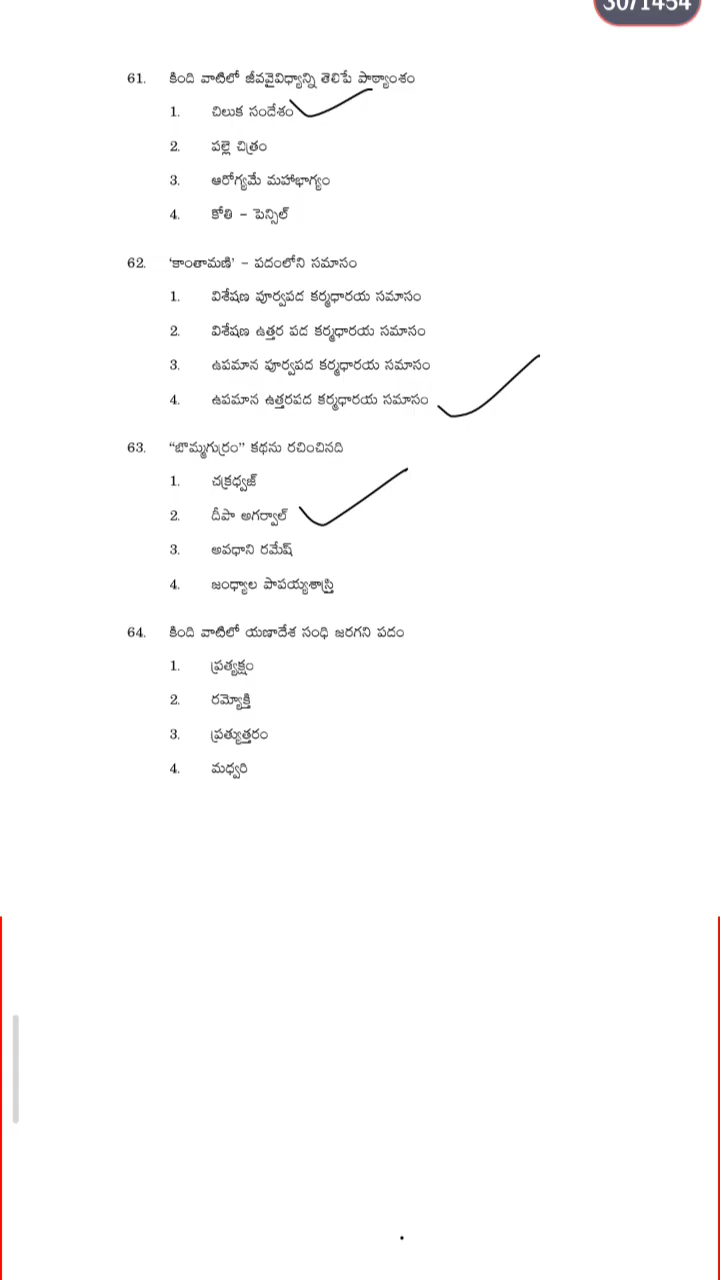 30/1454
61. కింది వాటిలో జీవవైవిధ్యాన్ని తెలిపే పాఠ్యాంశం
1. చిలుక సందేశం
2. పల్లె చిత్రం
3. ఆరోగ్యమే మహాభాగ్యం
4. కోతి – పెన్సిల్
62. 'కాంతామణి' – పదంలోని సమాసం
1. విశేషణ పూర్వపద కర్మధారయ సమాసం
2. విశేషణ ఉత్తర పద కర్మధారయ సమాసం
3. ఉపమాన పూర్వపద కర్మధారయ సమాసం
4. ఉపమాన ఉత్తరపద కర్మధారయ సమాసం
63. “బొమ్మగుర్రం” కథను రచించినది
1. చక్రధ్వజ్
2. దీపా అగర్వాల్
3. అవధాని రమేష్
4. జంధ్యాల పాపయ్యశాస్త్రి
64. కింది వాటిలో యణాదేశ సంధి జరగని పదం
1. ప్రత్యక్షం
2. రమ్యోక్తి
3. ప్రత్యుత్తరం
4. మధ్వరి